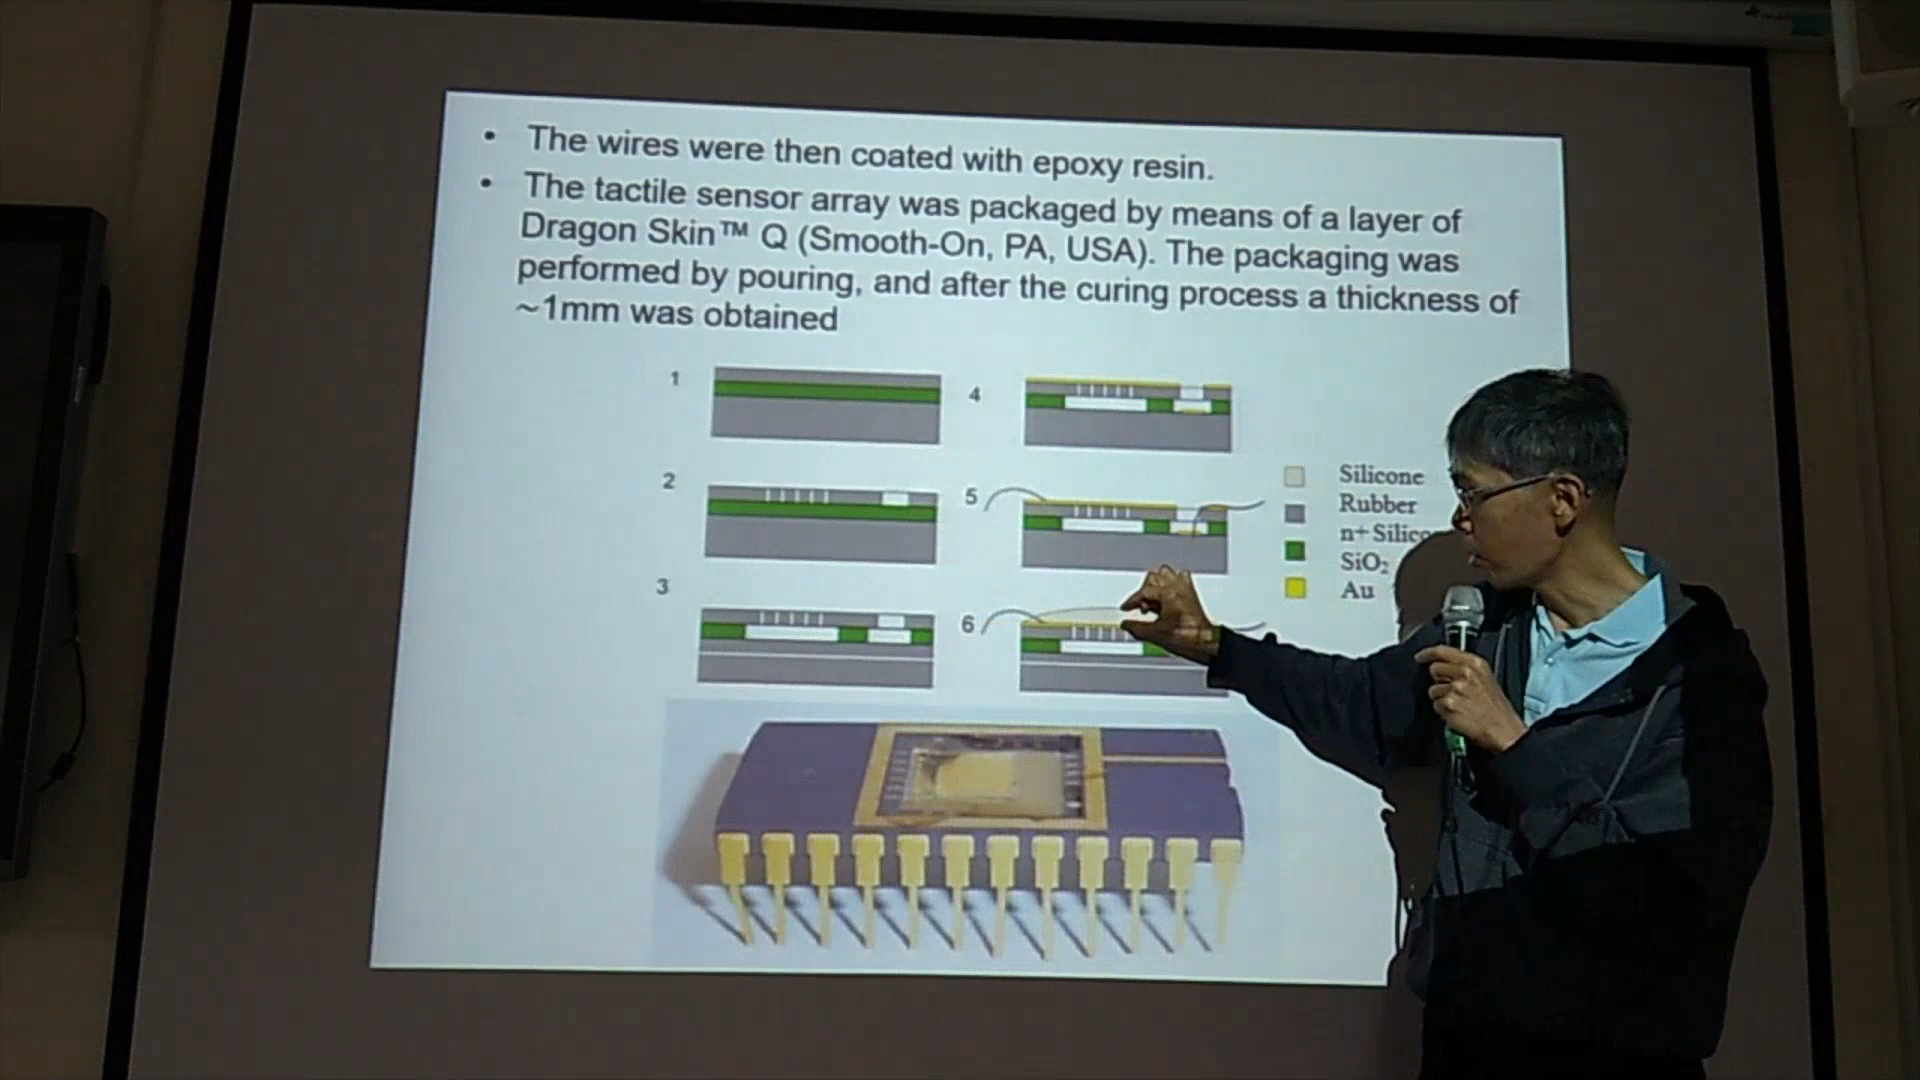 • The wires were then coated with epoxy resin.
• The tactile sensor array was packaged by means of a layer of
Dragon Skin™ Q (Smooth-On, PA, USA). The packaging was
performed by pouring, and after the curing process a thickness of
~1mm was obtained
1
4
2
5
3
6
Silicone
Rubber
n+ Silico
SiO₂
Au